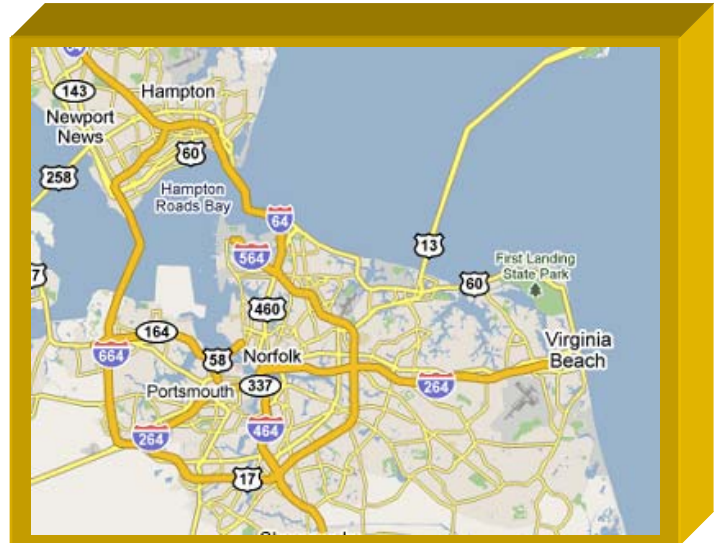 143
Hampton
Newport
News
60
258
Hampton
Roads Bay
64
13
564
First Landing
State Park
60
460
164
664
58
Norfolk
Virginia
Beach
Portsmouth
337
264
264
464
17